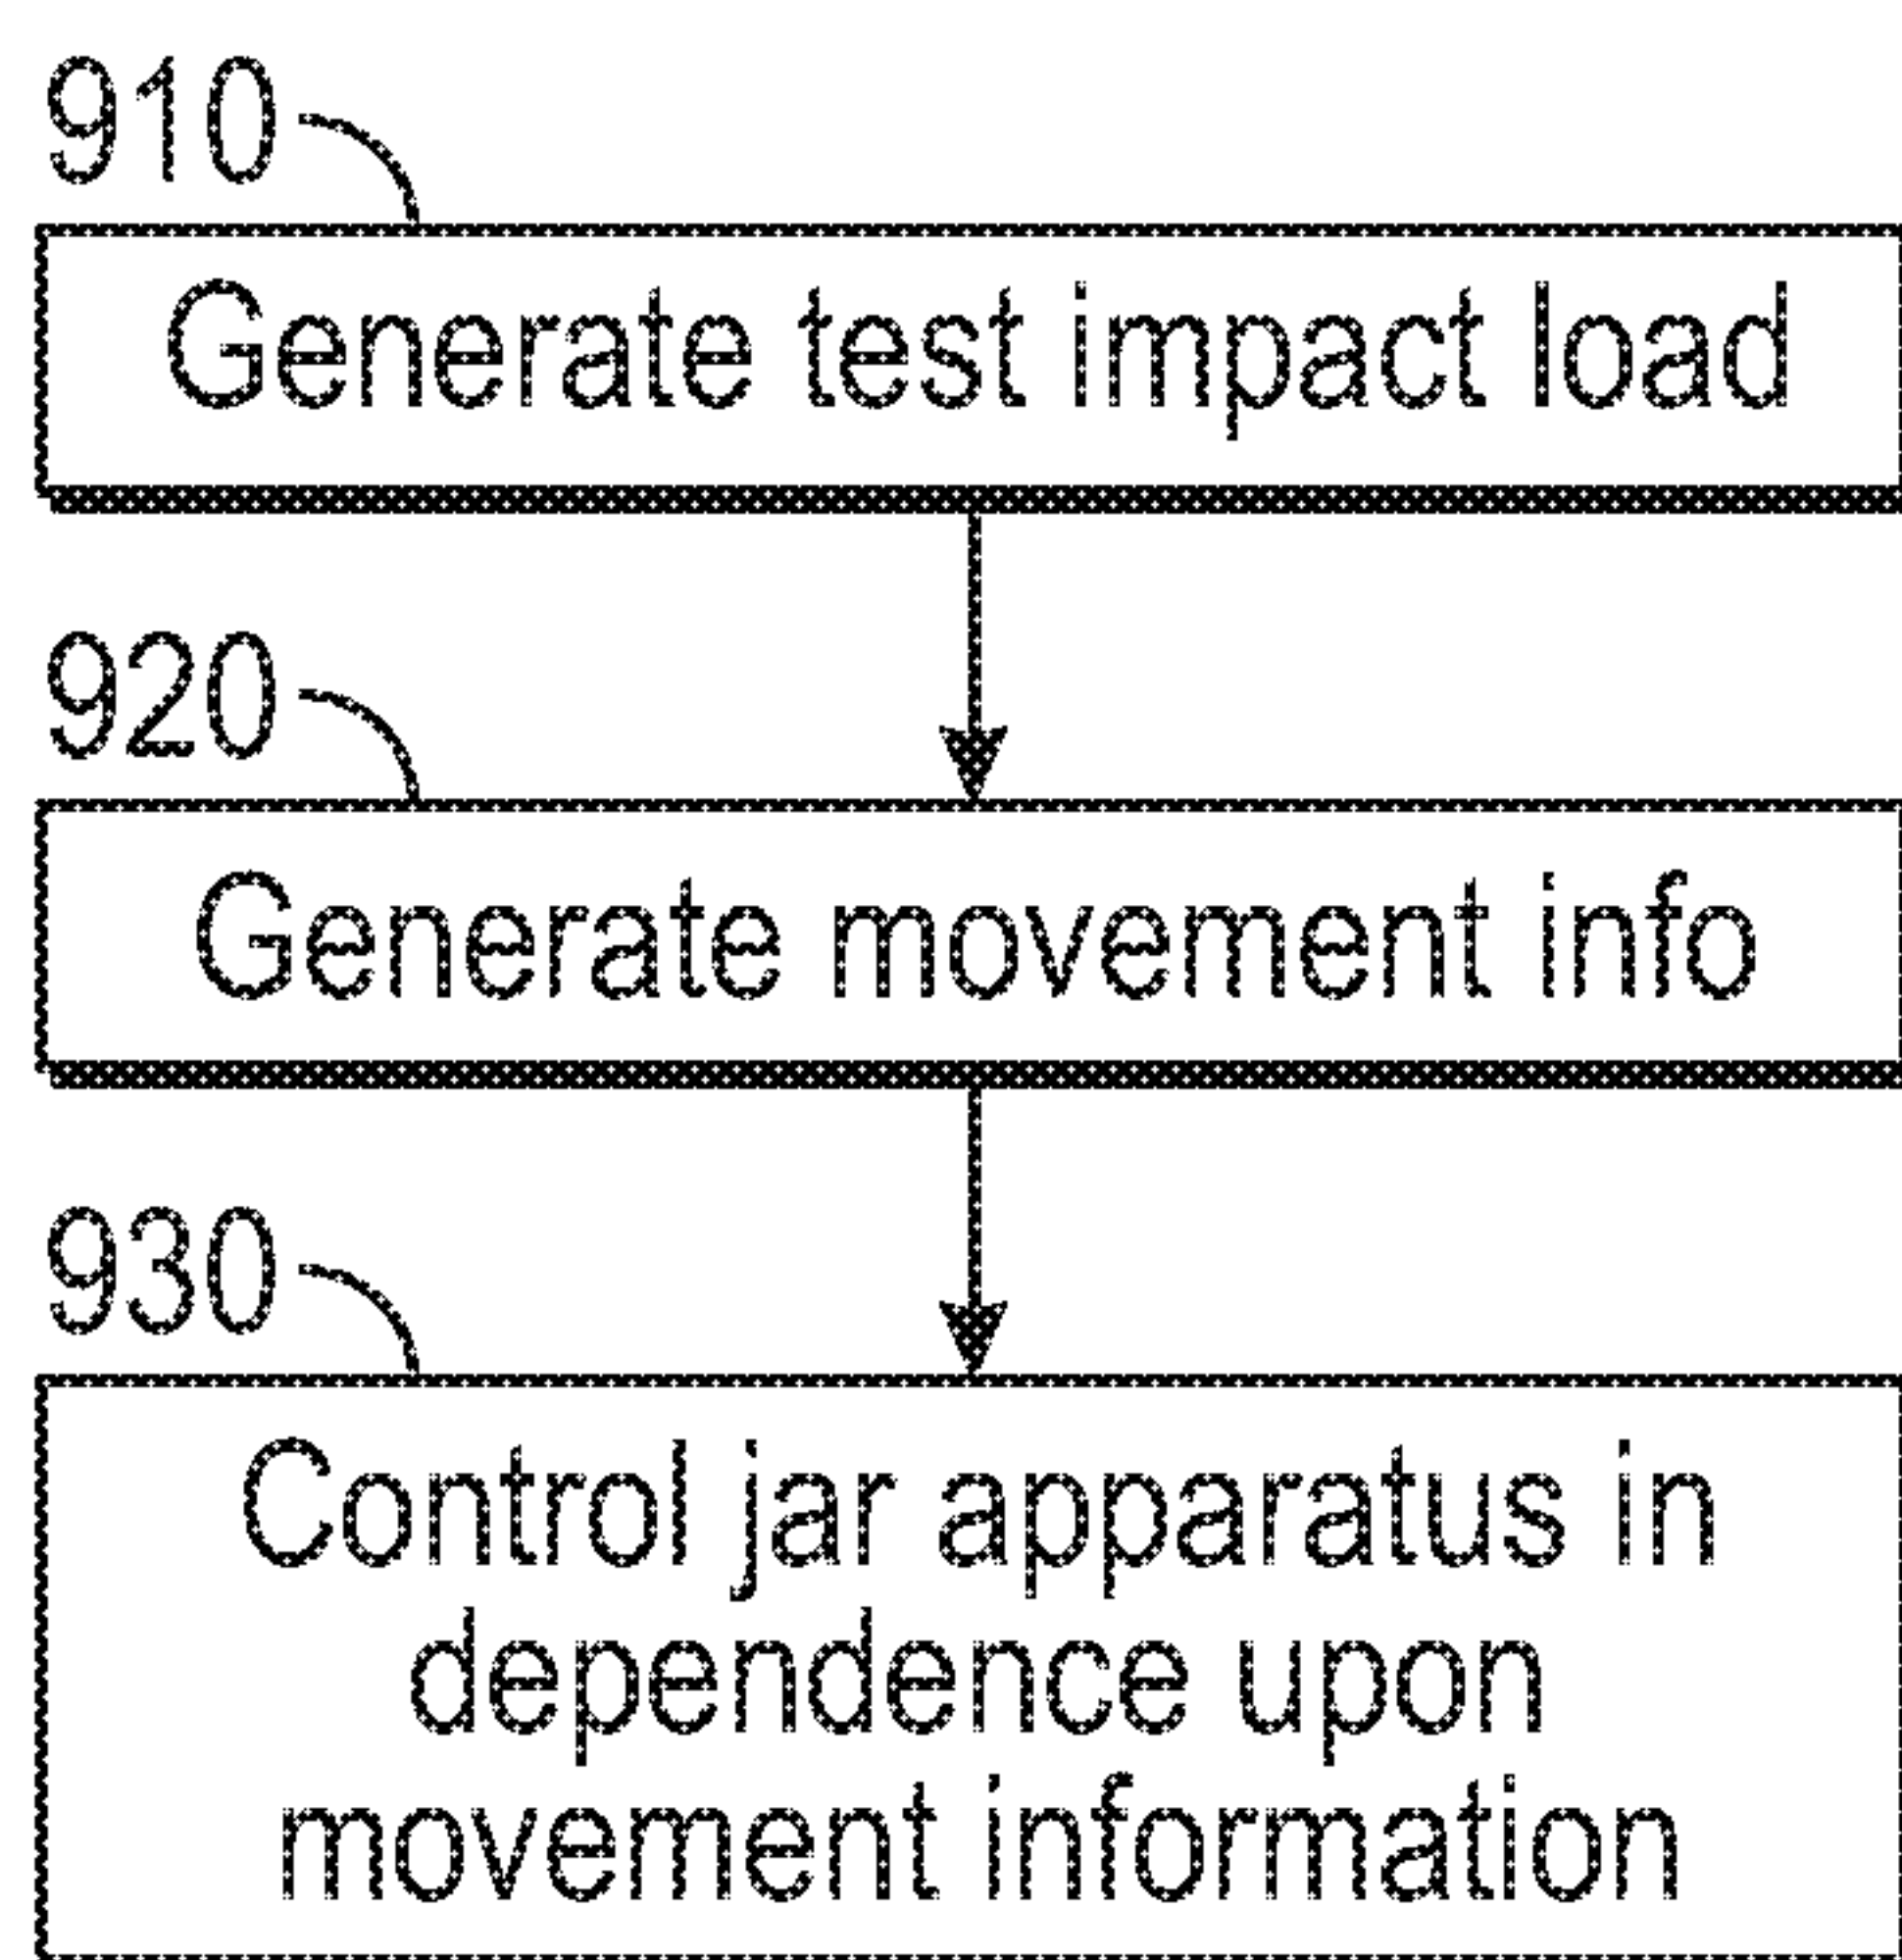 910
Generate test impact load
920
Generate movement info
930
Control jar apparatus in
dependence upon
movement information